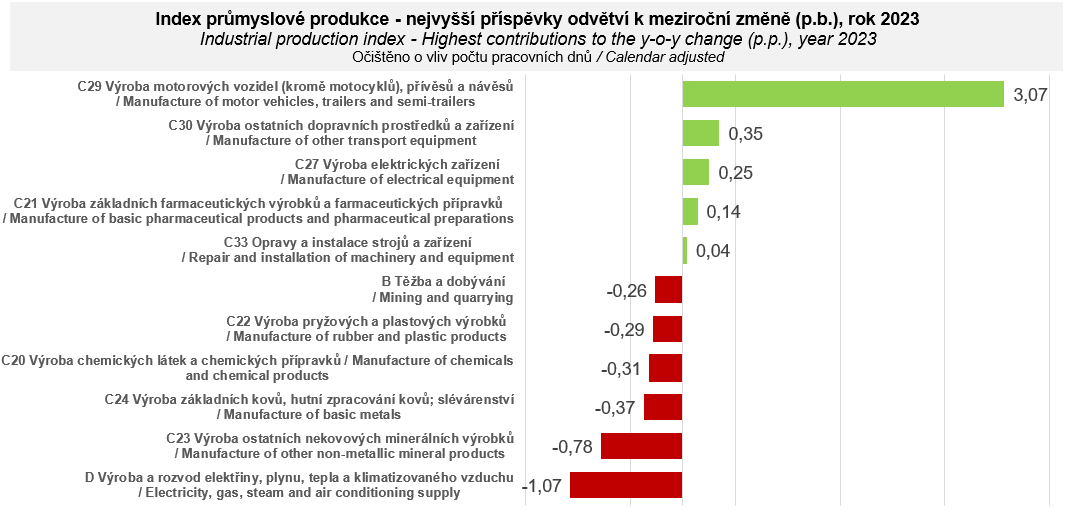 Index průmyslové produkce - nejvyšší příspěvky odvětví k meziroční změně (p.b.), rok 2023
Industrial production index - Highest contributions to the y-o-y change (p.p.), year 2023
Očištěno o vliv počtu pracovních dnů / Calendar adjusted
C29 Výroba motorových vozidel (kromě motocyklů), přívěsů a návěsů
/ Manufacture of motor vehicles, trailers and semi-trailers
3,07
C30 Výroba ostatních dopravních prostředků a zařízení
/ Manufacture of other transport equipment
0,35
C27 Výroba elektrických zařízení
/ Manufacture of electrical equipment
0,25
C21 Výroba základních farmaceutických výrobků a farmaceutických přípravků
/ Manufacture of basic pharmaceutical products and pharmaceutical preparations
0,14
C33 Opravy a instalace strojů a zařízení
/ Repair and installation of machinery and equipment
0,04
B Těžba a dobývání
/ Mining and quarrying
-0,26
C22 Výroba pryžových a plastových výrobků
/ Manufacture of rubber and plastic products
-0,29
C20 Výroba chemických látek a chemických přípravků / Manufacture of chemicals
and chemical products
-0,31
C24 Výroba základních kovů, hutní zpracování kovů; slévárenství
/ Manufacture of basic metals
-0,37
C23 Výroba ostatních nekovových minerálních výrobků
/ Manufacture of other non-metallic mineral products
-0,78
D Výroba a rozvod elektřiny, plynu, tepla a klimatizovaného vzduchu
/ Electricity, gas, steam and air conditioning supply
-1,07